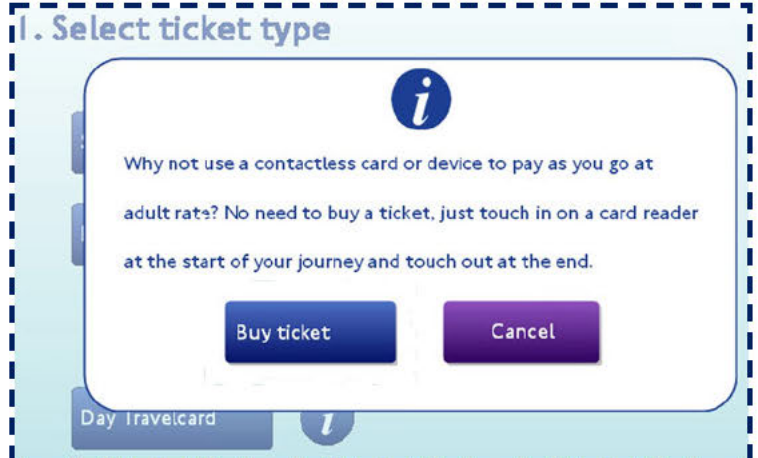 1. Select ticket type
i
Why not use a contactless card or device to pay as you go at
adult rate? No need to buy a ticket, just touch in on a card reader
at the start of your journey and touch out at the end.
Buy ticket
Cancel
Day Travelcard
i